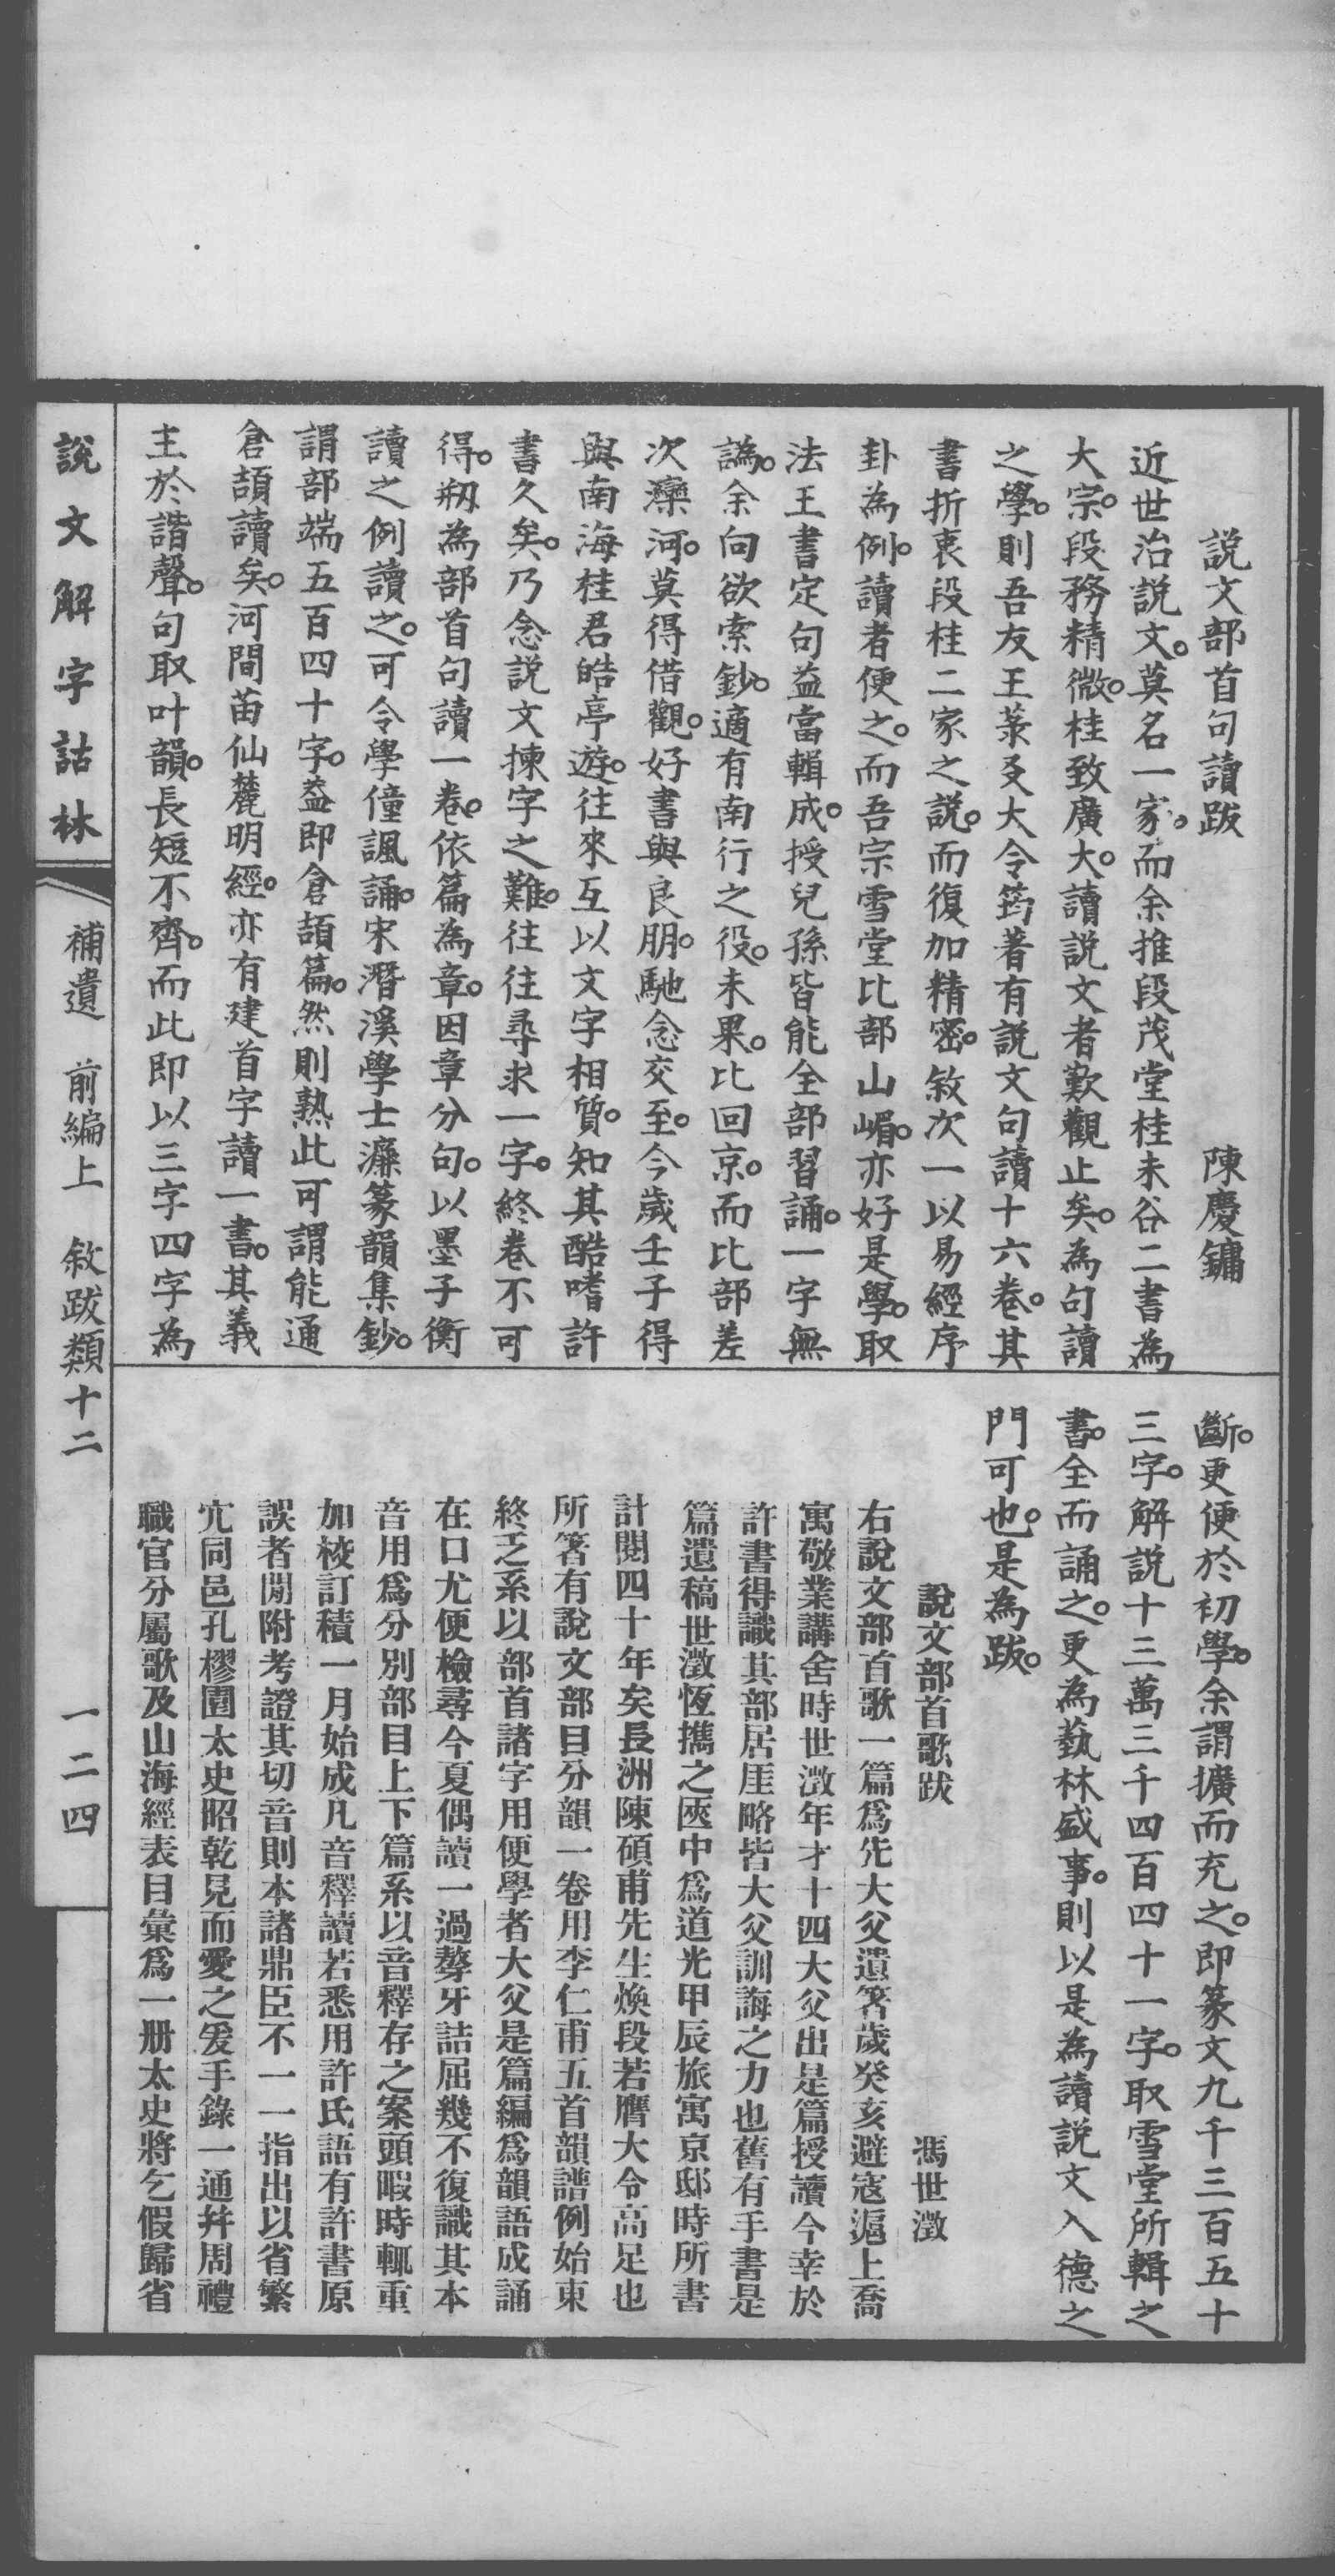 說文部首句讀跋　陳慶鏞
近世治說文。莫名一家。而余推段茂堂桂未谷二書為
大宗。段務精微。桂致廣大。讀說文者歎觀止矣。為句讀
之學。則吾友王菉友大令筠著有說文句讀十六卷。其
書折衷段桂二家之說。而復加精密。敘次一以易經序
卦為例。讀者便之。而吾宗雪堂比部山嵋。亦好是學。取
法王書定句益當輯成。授兒孫皆能全部習誦。一字無
譌。余向欲索鈔。適有南行之役。未果。比回京。而比部差
次灤河。莫得借觀。好書與良朋。馳念交至。今歲壬子得
與南海桂君皓亭遊。往來互以文字相質。知其酷嗜許
書久矣。乃念說文揀字之難。往往尋求一字。終卷不可
得。剏為部首句讀一卷。依篇為章。因章分句。以墨子衡
讀之例讀之。可令學僮諷誦。宋潛溪學士濂篆韻集鈔。
謂部端五百四十字。蓋即倉頡篇。然則熟此可謂能通
倉頡讀矣。河間苗仙麓明經。亦有建首字讀一書。其義
主於諧聲。句取叶韻。長短不齊。而此即以三字四字為
斷。更便於初學。余謂擴而充之。即篆文九千三百五十
三字。解說十三萬三千四百四十一字。取雪堂所輯之
書。全而誦之。更為藝林盛事。則以是為讀說文入德之
門可也。是為跋。
說文部首歌跋　馮世澂
右說文部首歌一篇爲先大父遺箸歲癸亥避寇滬上喬
寓敬業講舍時世澂年才十四大父出是篇授讀今幸於
許書得識其部居厓略皆大父訓誨之力也舊有手書是
篇遺稿世澂恆攜之匧中爲道光甲辰旅寓京邸時所書
計閱四十年矣長洲陳碩甫先生煥段若膺大令高足也
所箸有說文部目分韻一卷用李仁甫五首韻譜例始東
終乏系以部首諸字用便學者大父是篇編爲韻語成誦
在口尤便檢尋今夏偶讀一過聱牙詰屈幾不復識其本
音用爲分別部目上下篇系以音釋存之案頭暇時輒重
加校訂積一月始成凡音釋讀若悉用許氏語有許書原
誤者閒附考證其切音則本諸鼎臣不一一指出以省繁
宂同邑孔樛園太史昭乾見而愛之爰手錄一通幷周禮
職官分屬歌及山海經表目彙爲一册太史將乞假歸省
說文解字詁林
補遺　前編上　敘跋類十二　一二四